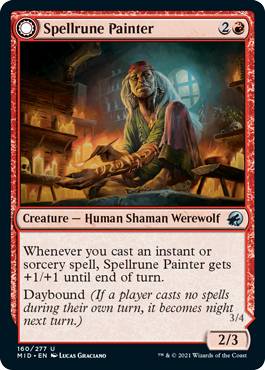 Spellrune Painter 2
Creature — Human Shaman Werewolf
Whenever you cast an instant or
sorcery spell, Spellrune Painter gets
+1/+1 until end of turn.
Daybound (If a player casts no spells
during their own turn, it becomes night
next turn.)
3/4
2/3
160/277 U
MID • EN Lucas Graciano
™ & © 2021 Wizards of the Coast